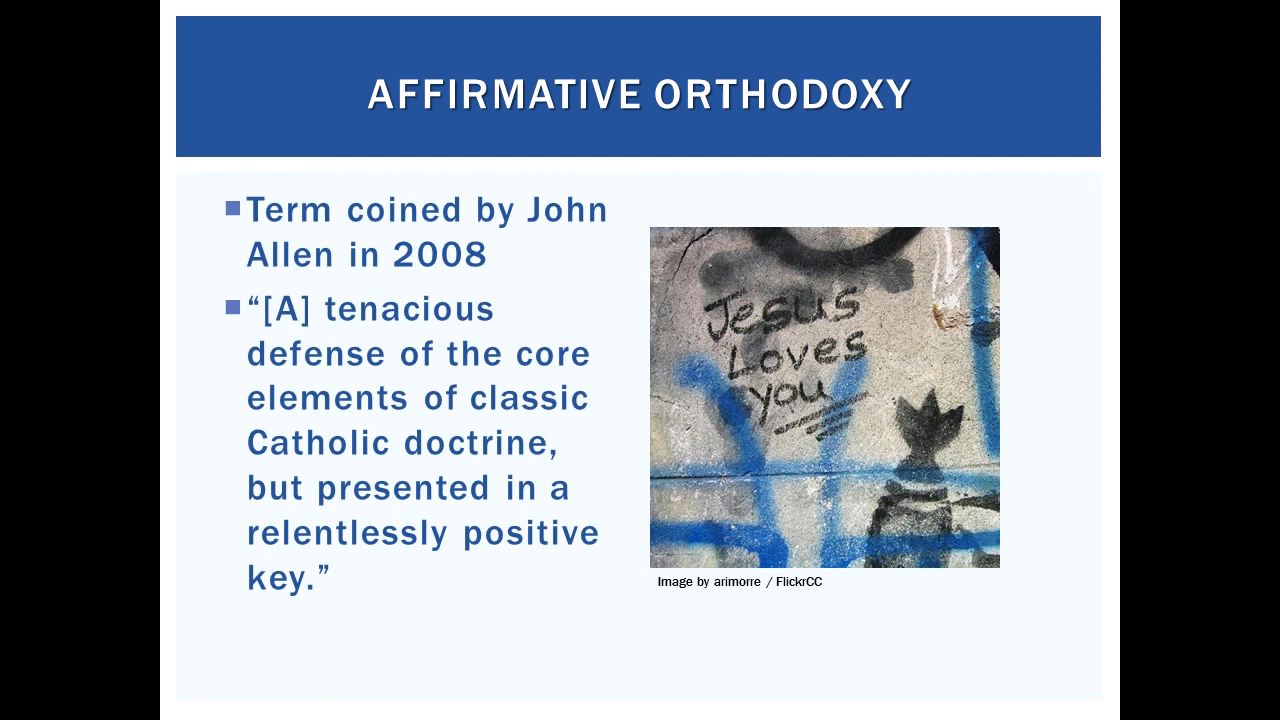 AFFIRMATIVE ORTHODOXY
▪Term coined by John
Allen in 2008
▪“[A] tenacious
defense of the core
elements of classic
Catholic doctrine,
but presented in a
relentlessly positive
key.”
Jesus
Loves
you
Image by arimorre / FlickrCC